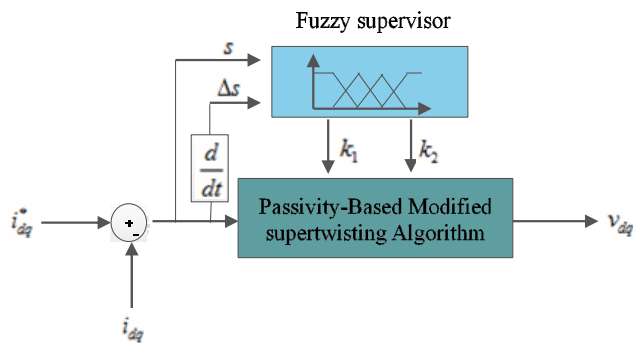 Fuzzy supervisor
s
Δs
d
dt
k₁
k₂
i*dq
+
-
Passivity-Based Modified
supertwisting Algorithm
vdq
idq